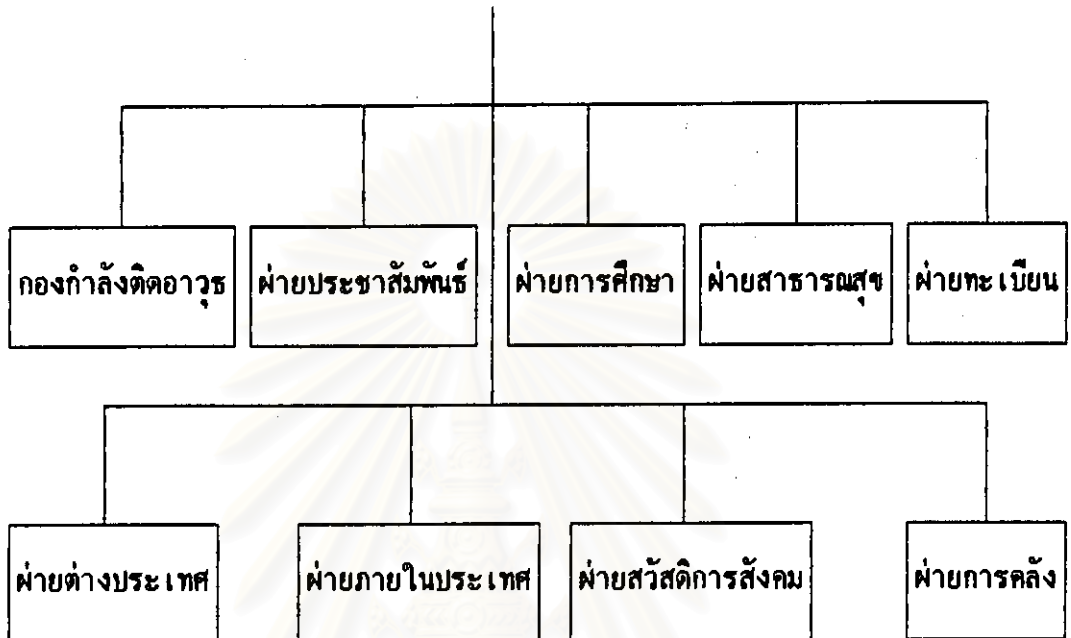 กองกำลังติดอาวุธ ฝ่ายประชาสัมพันธ์ ฝ่ายการศึกษา ฝ่ายสาธารณสุข ฝ่ายทะเบียน
ฝ่ายต่างประเทศ ฝ่ายภายในประเทศ ฝ่ายสวัสดิการสังคม ฝ่ายการคลัง